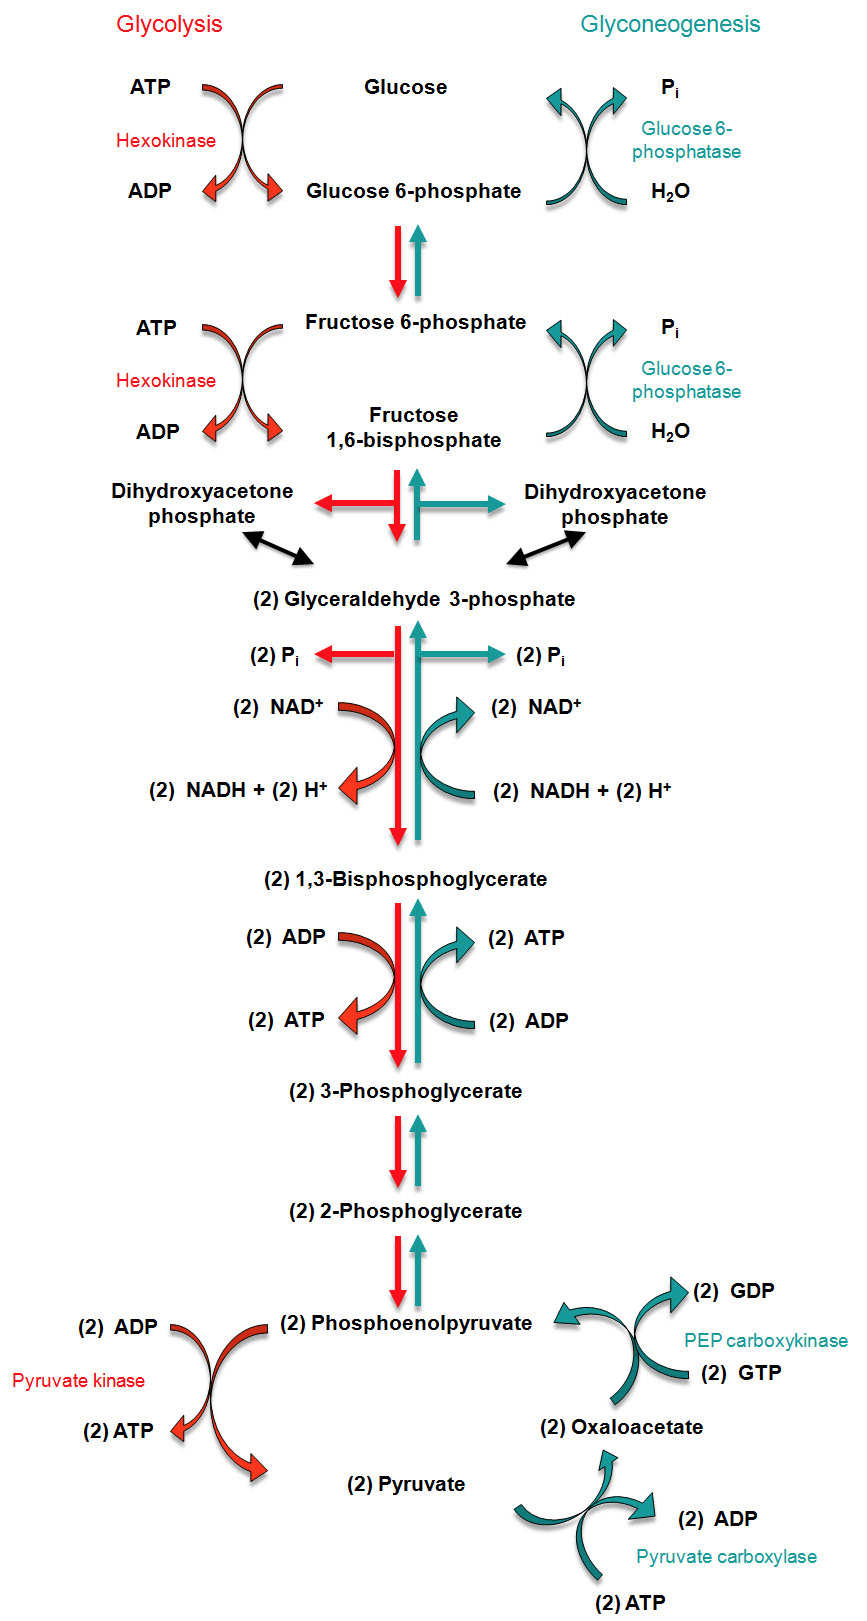 Glycolysis
Glyconeogenesis
ATP
Glucose
Pi
Hexokinase
Glucose 6-
phosphatase
ADP
Glucose 6-phosphate
H2O
ATP
Fructose 6-phosphate
Pi
Hexokinase
Glucose 6-
phosphatase
ADP
Fructose
1,6-bisphosphate
H2O
Dihydroxyacetone
phosphate
Dihydroxyacetone
phosphate
(2) Glyceraldehyde 3-phosphate
(2) Pi
(2) Pi
(2) NAD+
(2) NAD+
(2) NADH + (2) H+
(2) NADH + (2) H+
(2) 1,3-Bisphosphoglycerate
(2) ADP
(2) ATP
(2) ATP
(2) ADP
(2) 3-Phosphoglycerate
(2) 2-Phosphoglycerate
(2) GDP
(2) ADP
(2) Phosphoenolpyruvate
PEP carboxykinase
Pyruvate kinase
(2) GTP
(2) ATP
(2) Oxaloacetate
(2) Pyruvate
(2) ADP
Pyruvate carboxylase
(2) ATP